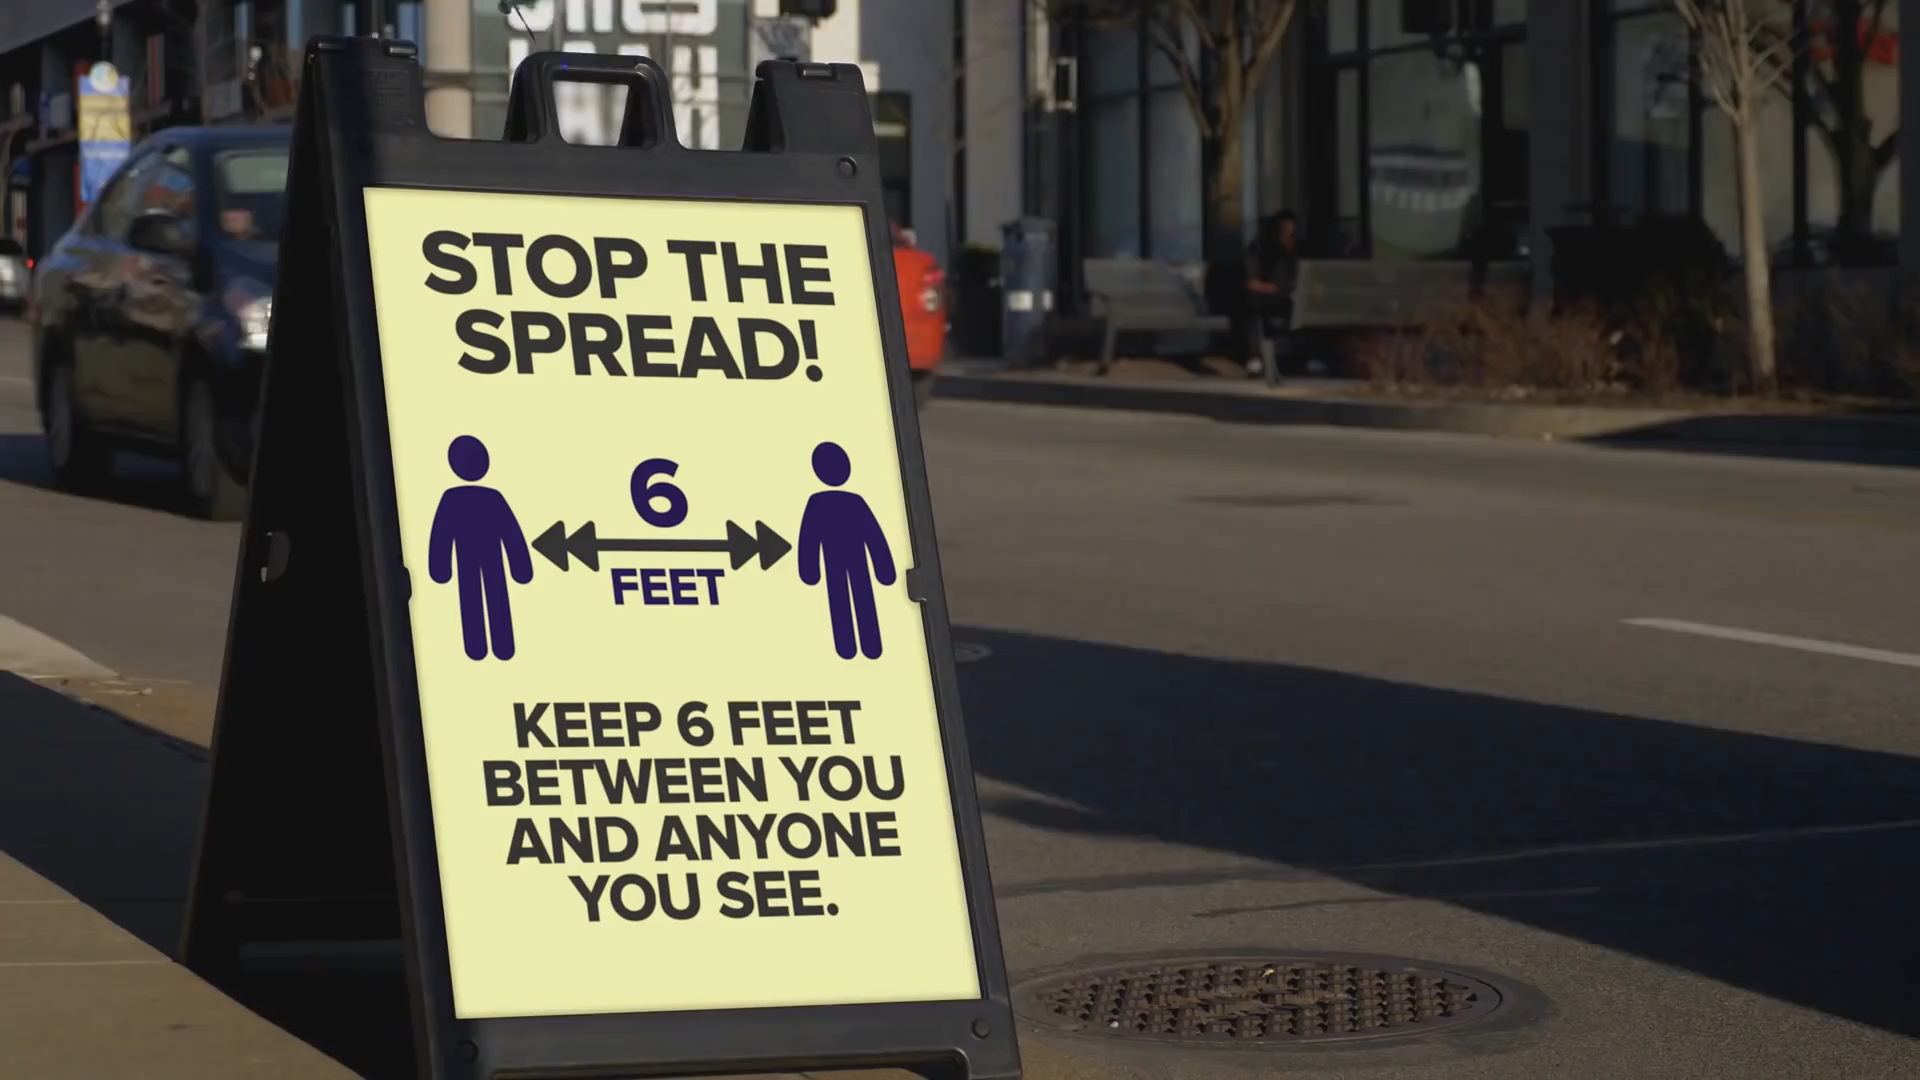 STOP THE
SPREAD!
6
FEET
KEEP 6 FEET
BETWEEN YOU
AND ANYONE
YOU SEE.